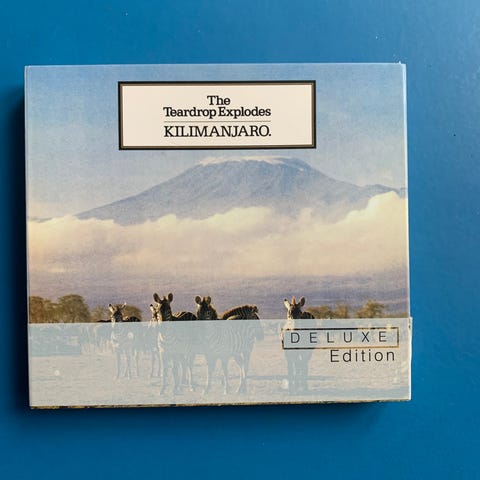 The
Teardrop Explodes
KILIMANJARO.
DELUXE
Edition